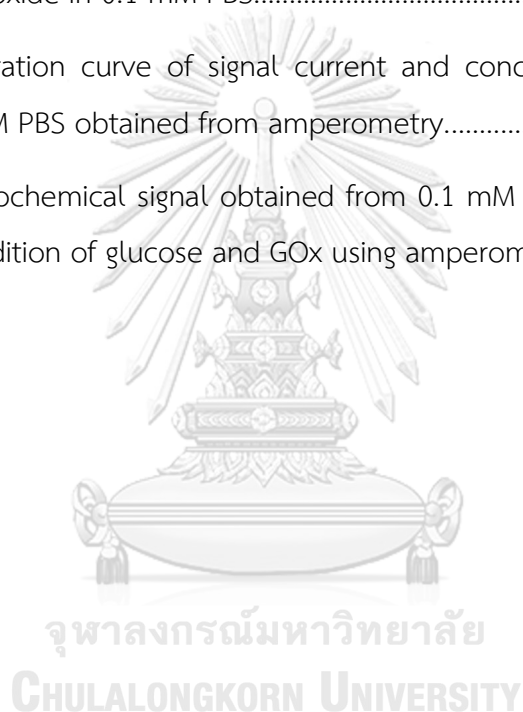 oxide in 0.1 mM PBS
ration curve of signal current and conc
M PBS obtained from amperometry............
ochemical signal obtained from 0.1 mM
dition of glucose and GOx using amperom
จุฬาลงกรณ์มหาวิทยาลัย
CHULALONGKORN UNIVERSITY